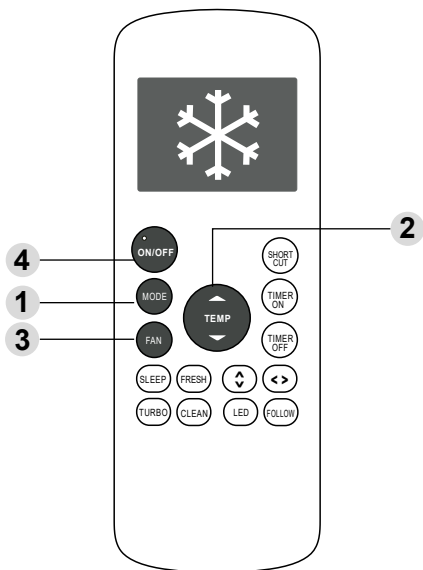 2
4
ON/OFF
SHORT
CUT
1
MODE
TEMP
TIMER
ON
3
FAN
TIMER
OFF
SLEEP
FRESH
TURBO
CLEAN
LED
FOLLOW